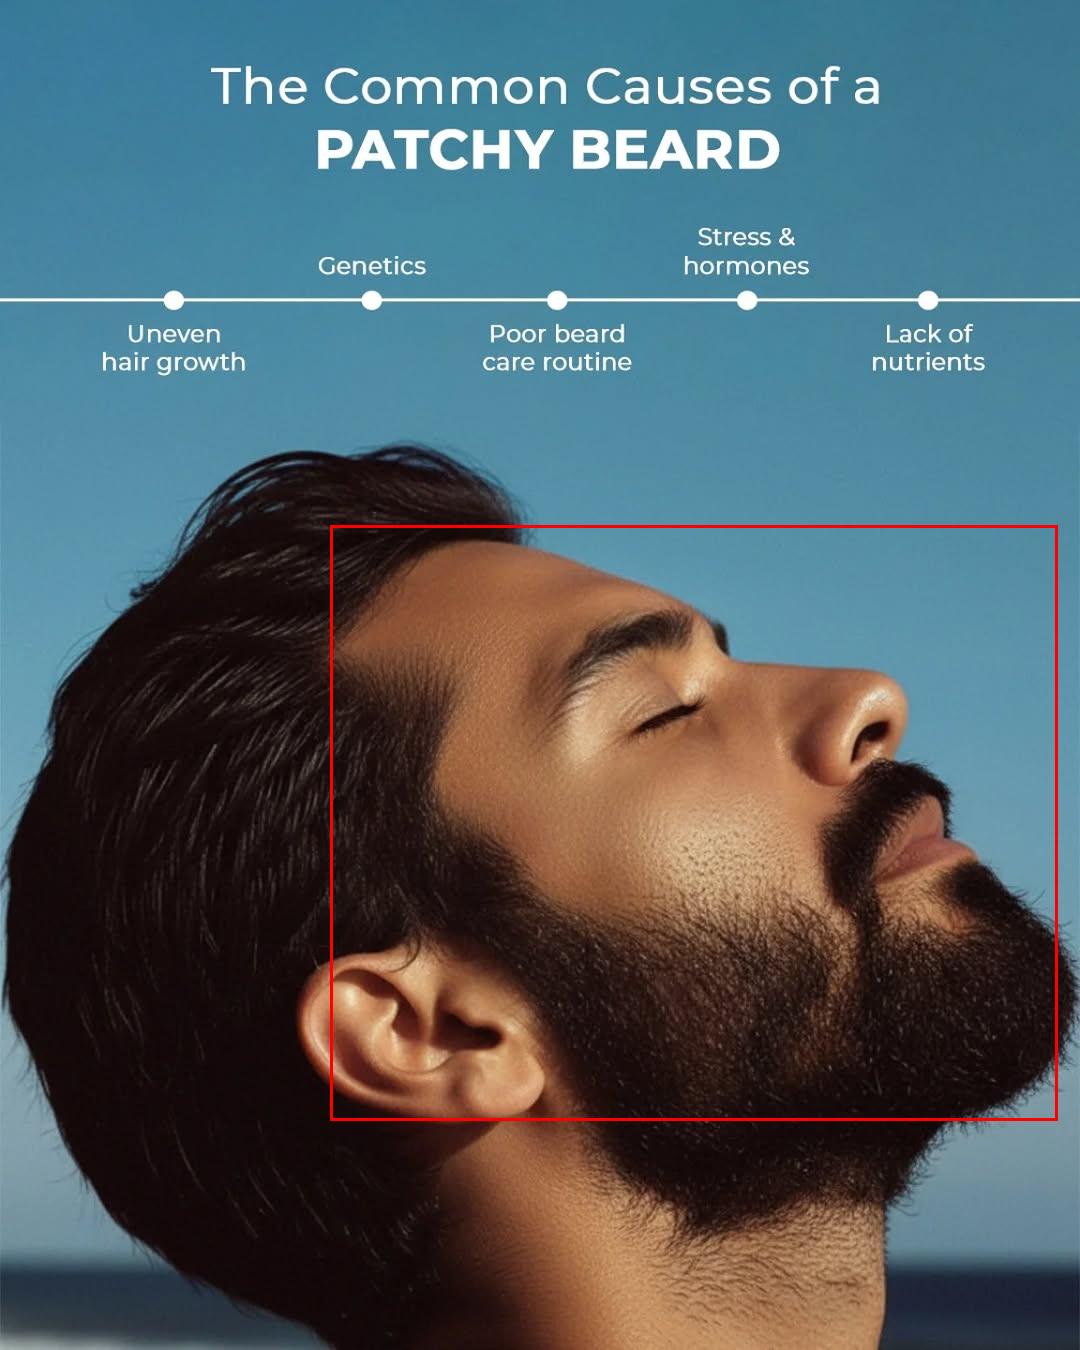 The Common Causes of a
PATCHY BEARD
Uneven
hair growth
Genetics
Poor beard
care routine
Stress &
hormones
Lack of
nutrients